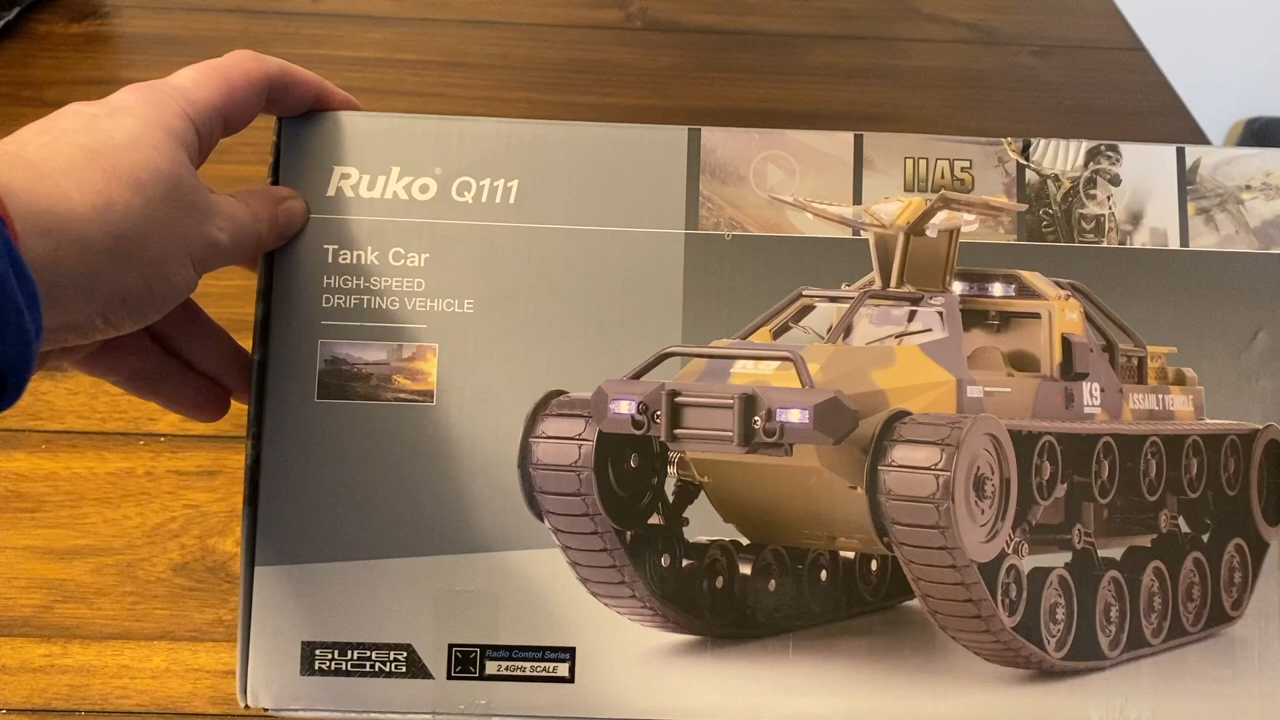 Ruko® Q111
IIA5
Tank Car
HIGH-SPEED
DRIFTING VEHICLE
K9
K9
ASSAULT VEHICLE
SUPER
RACING
Radio Control Series
2.4GHz SCALE